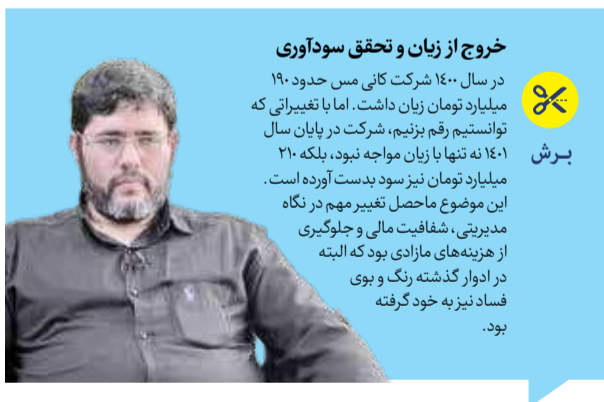 خروج از زیان و تحقق سودآوری
در سال ۱٤۰۰ شرکت کانی مس حدود ۱۹۰
میلیارد تومان زیان داشت. اما با تغییراتی که
توانستیم رقم بزنیم، شرکت در پایان سال
۱٤۰۱ نه تنها با زیان مواجه نبود، بلکه ۲۱۰
میلیارد تومان نیز سود بدست آورده است.
این موضوع ماحصل تغییر مهم در نگاه
مدیریتی، شفافیت مالی و جلوگیری
از هزینه‌های مازادی بود که البته
در ادوار گذشته رنگ و بوی
فساد نیز به خود گرفته
بود.
بـرش